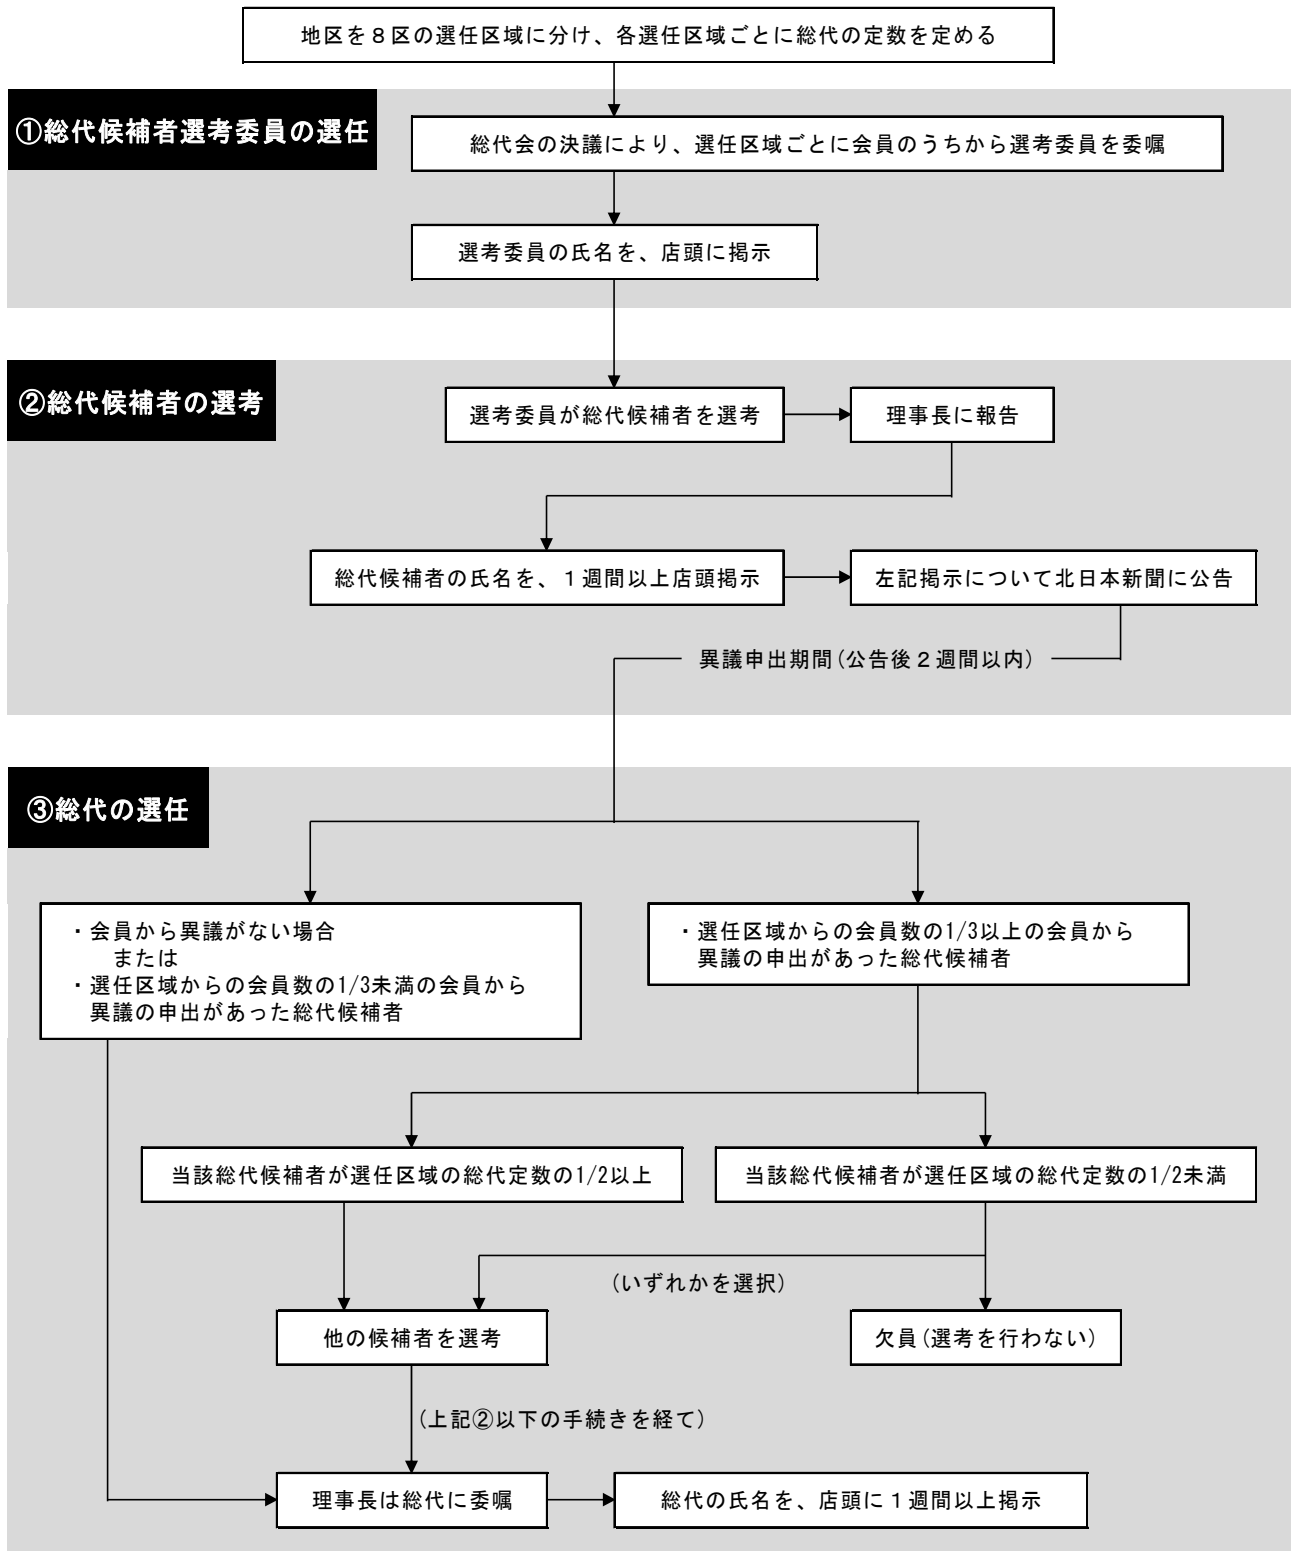 地区を８区の選任区域に分け、各選任区域ごとに総代の定数を定める
①総代候補者選考委員の選任
総代会の決議により、選任区域ごとに会員のうちから選考委員を委嘱
選考委員の氏名を、店頭に掲示
②総代候補者の選考
選考委員が総代候補者を選考
理事長に報告
総代候補者の氏名を、１週間以上店頭掲示
左記掲示について北日本新聞に公告
異議申出期間(公告後２週間以内)
③総代の選任
・会員から異議がない場合
または
・選任区域からの会員数の1/3未満の会員から
異議の申出があった総代候補者
・選任区域からの会員数の1/3以上の会員から
異議の申出があった総代候補者
当該総代候補者が選任区域の総代定数の1/2以上
当該総代候補者が選任区域の総代定数の1/2未満
(いずれかを選択)
他の候補者を選考
欠員(選考を行わない)
(上記②以下の手続きを経て)
理事長は総代に委嘱
総代の氏名を、店頭に１週間以上掲示